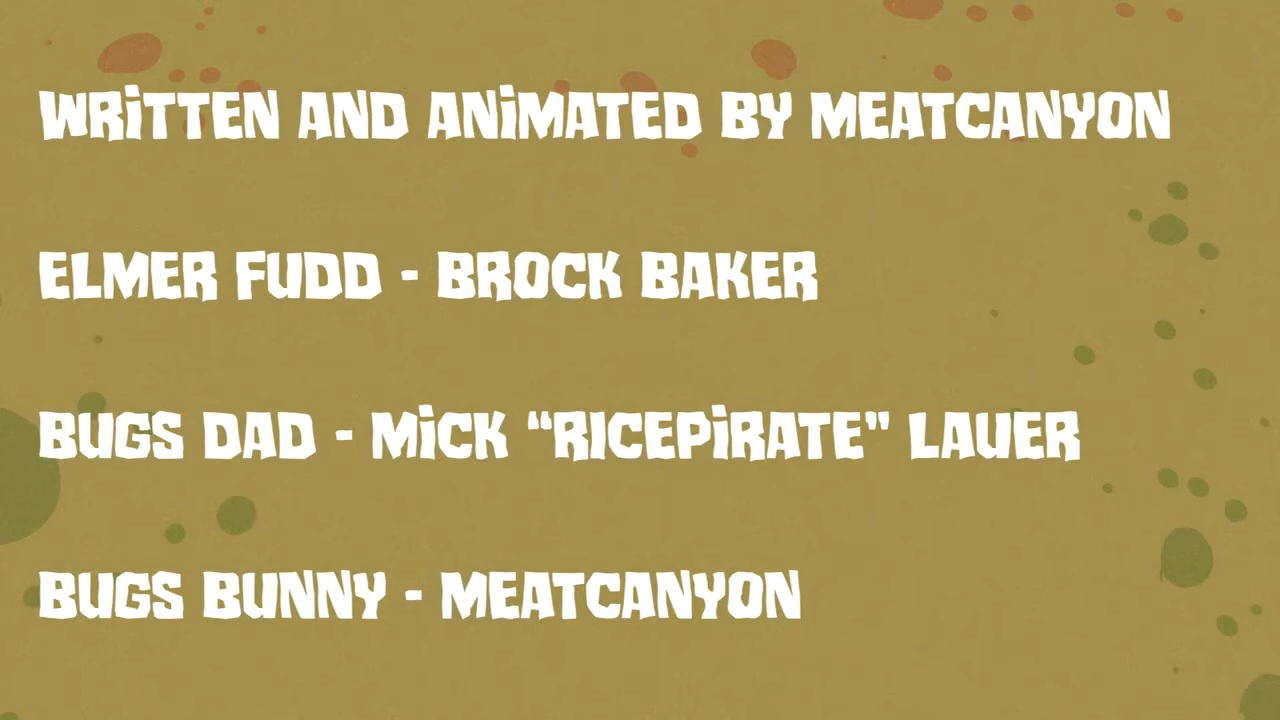 WRITTEN AND ANIMATED BY MEATCANYON
ELMER FUDD - BROCK BAKER
BUGS DAD - MICK “RICEPIRATE" LAUER
BUGS BUNNY - MEATCANYON